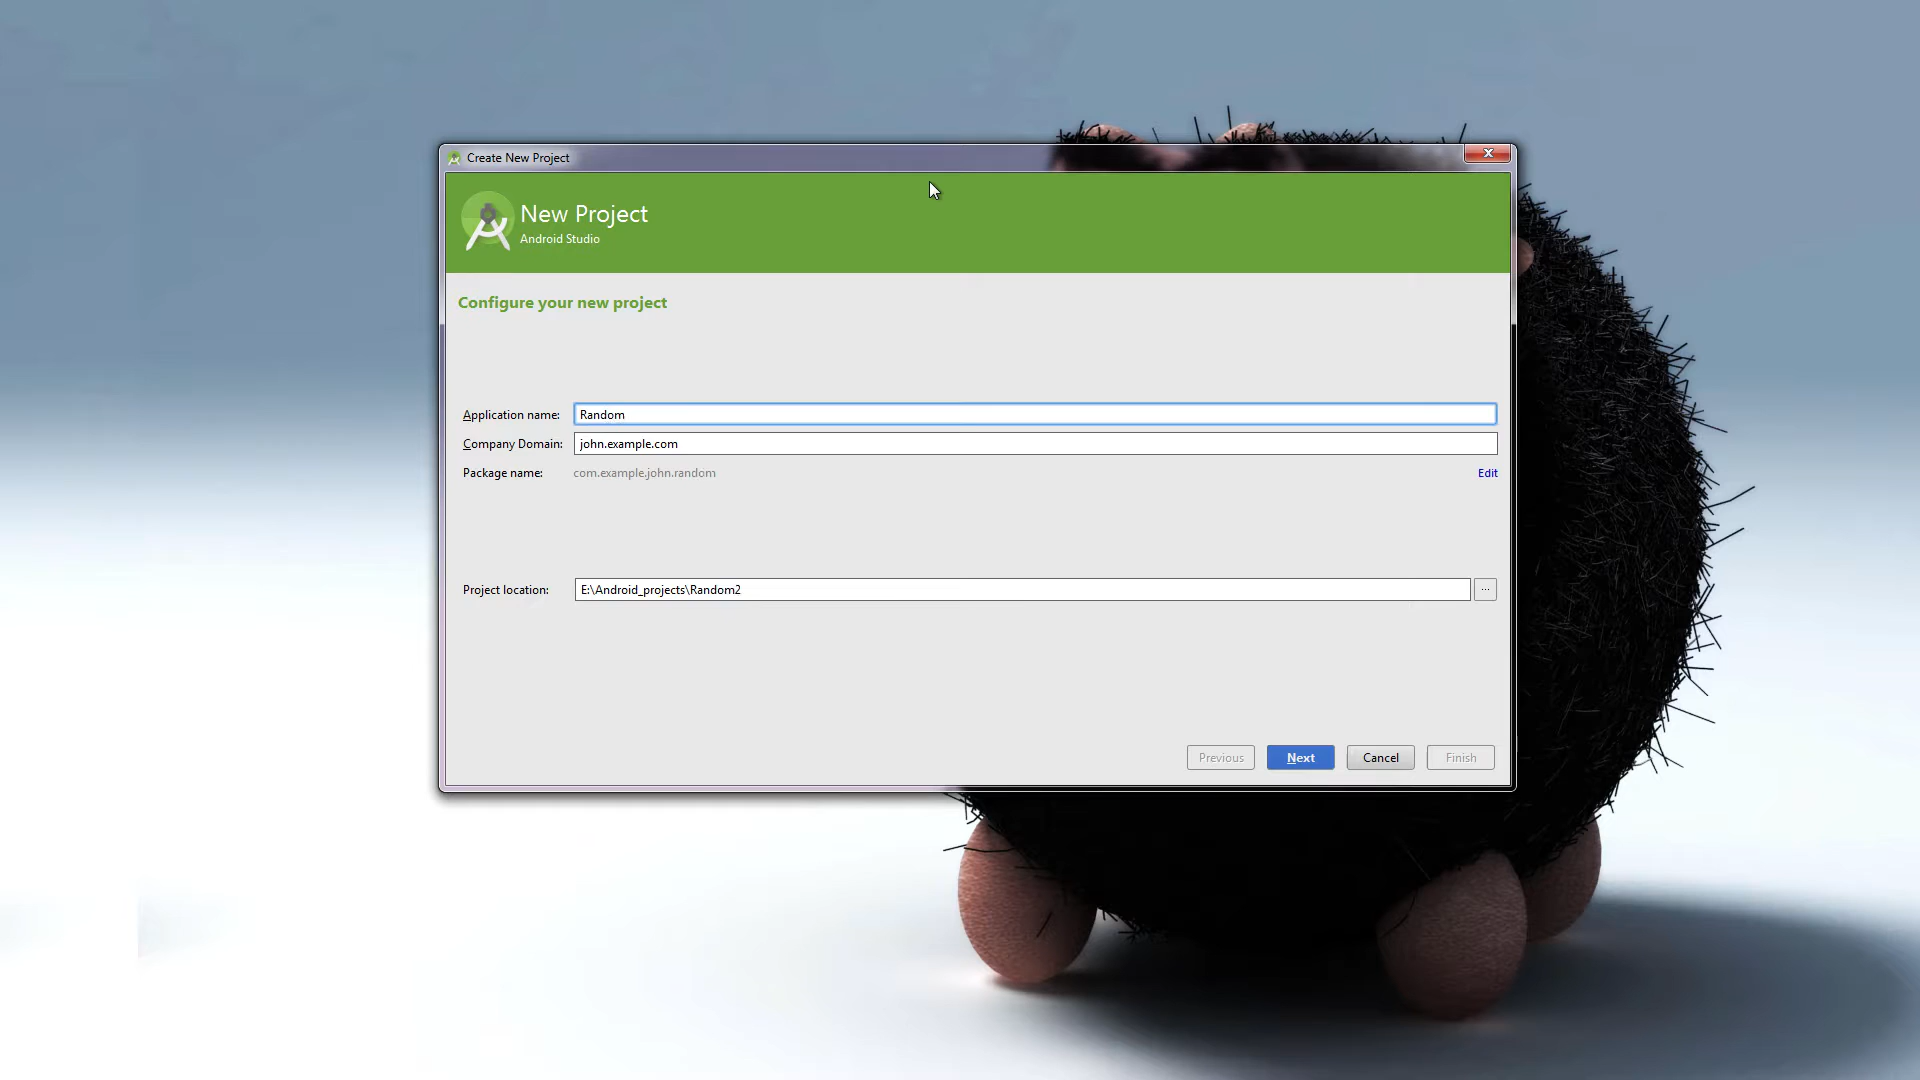 Create New Project
New Project
Android Studio
Configure your new project
Application name: Random
Company Domain: john.example.com
Package name: com.example.john.random Edit
Project location: E:\Android_projects\Random2 ...
Previous Next Cancel Finish